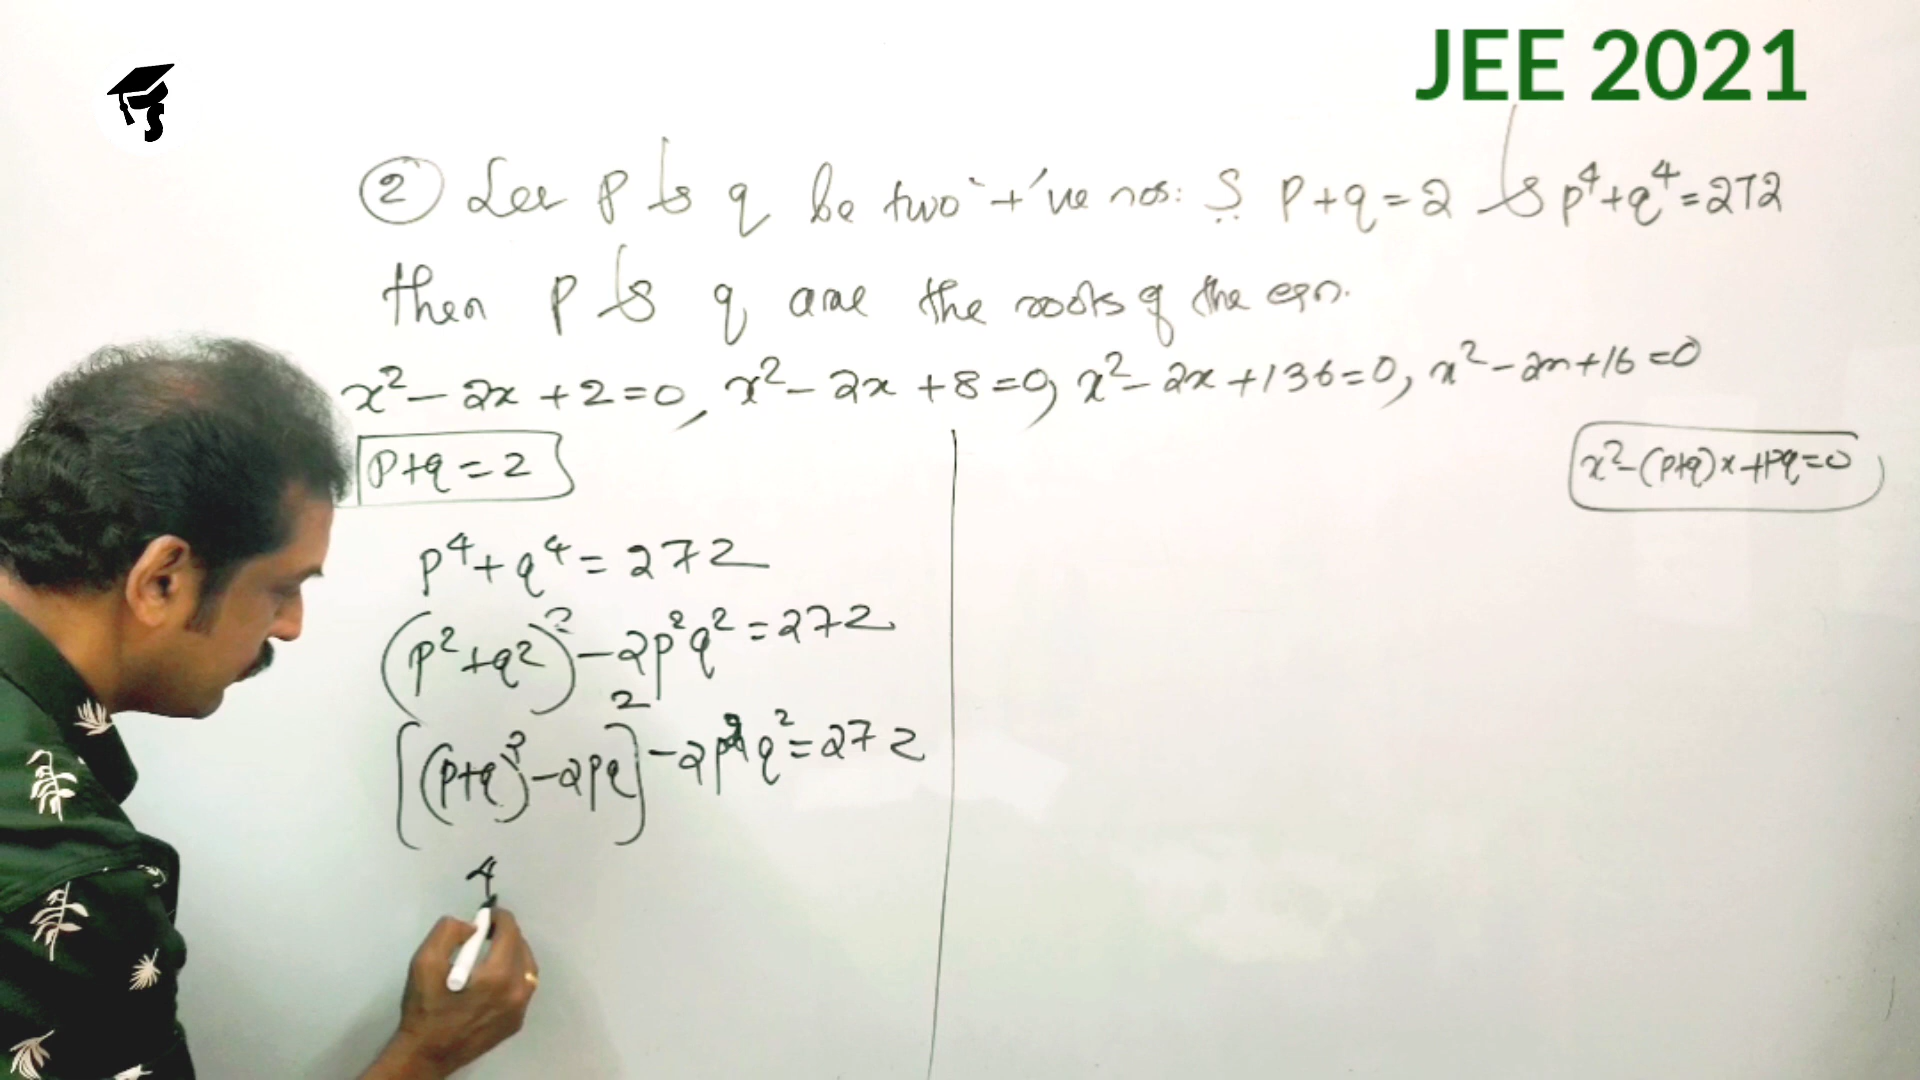 JEE 2021
S
② Let p & q be two +'ve nos: S p+q=2 & p⁴+q⁴=272
then p & q are the roots of the eqn.
x²-2x+2=0, x²-2x+8=0, x²-2x+136=0, x²-2x+16=0
p+q=2
x²-(p+q)x+pq=0
p⁴+q⁴=272
(p²+q²)²-2p²q²=272
[(p+q)²-2pq]²-2p²q²=272
4